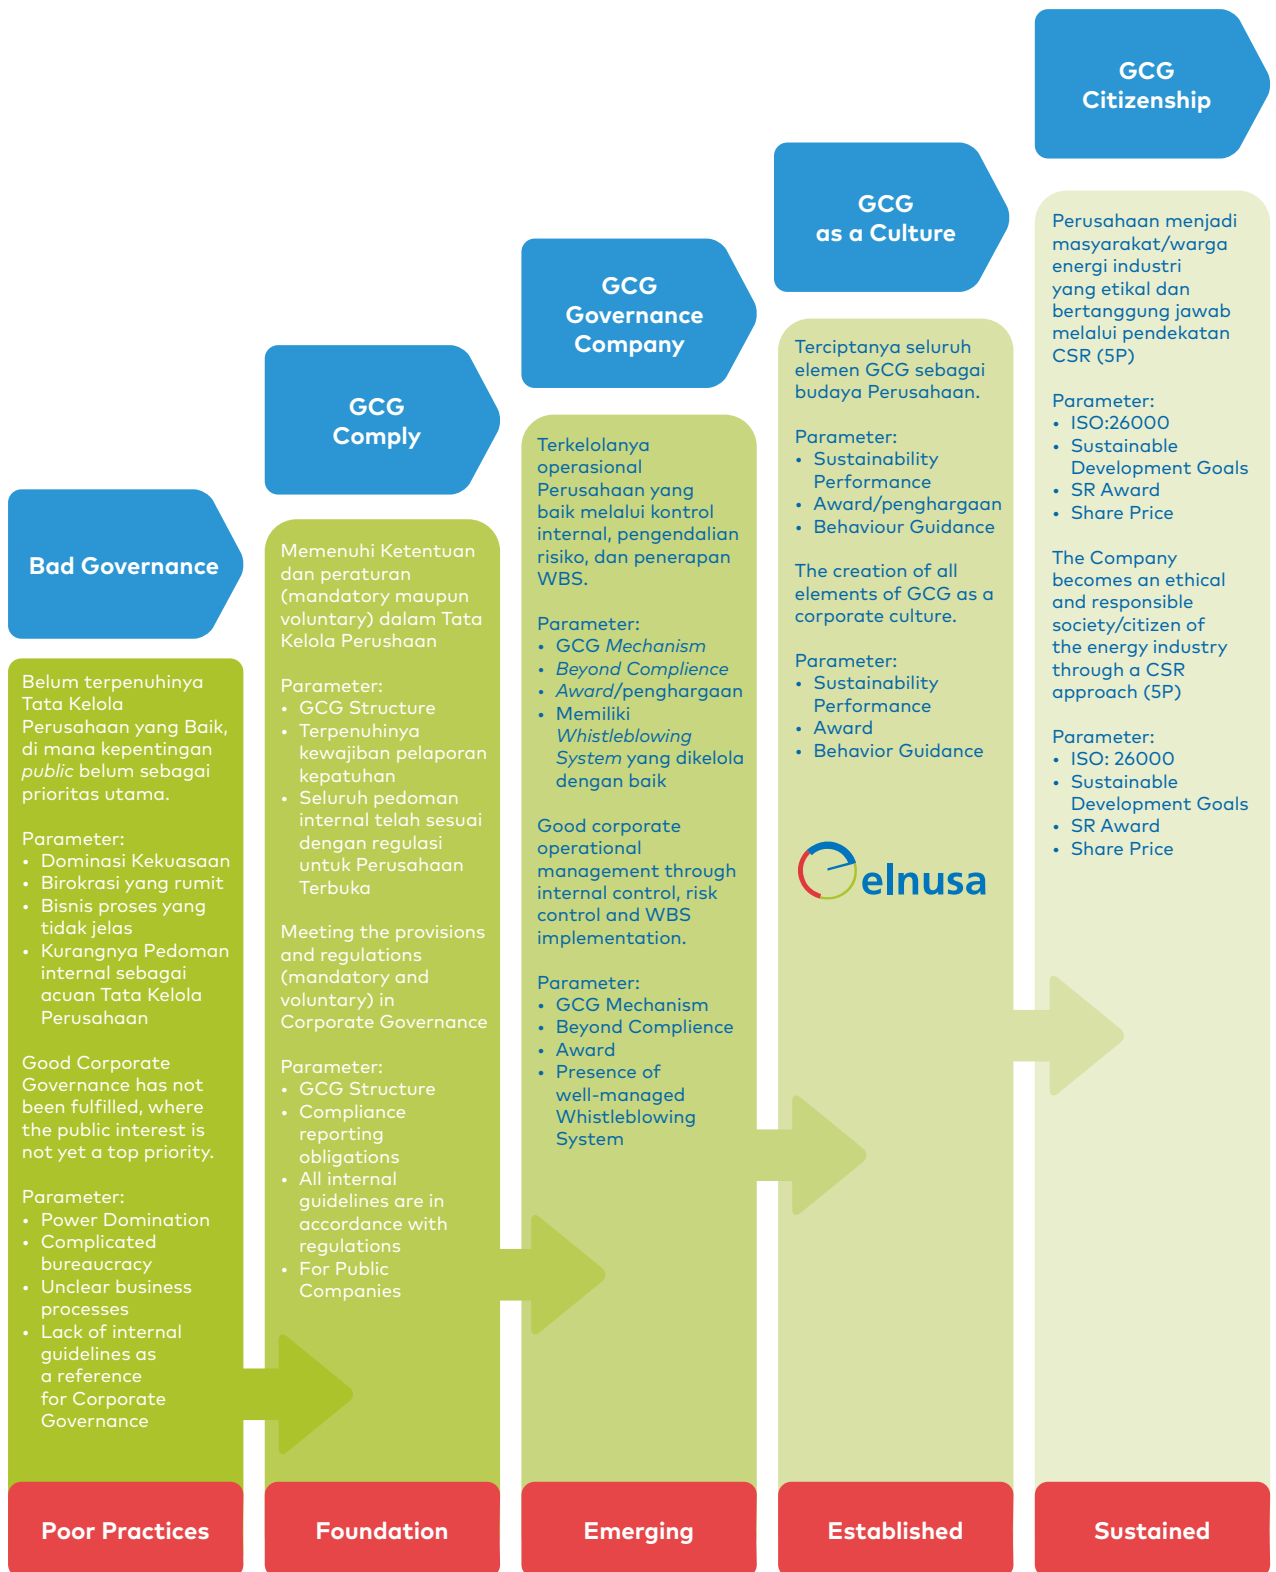 Bad Governance
Belum terpenuhinya
Tata Kelola
Perusahaan yang Baik,
di mana kepentingan
public belum sebagai
prioritas utama.
Parameter:
• Dominasi Kekuasaan
• Birokrasi yang rumit
• Bisnis proses yang
tidak jelas
• Kurangnya Pedoman
internal sebagai
acuan Tata Kelola
Perusahaan
Good Corporate
Governance has not
been fulfilled, where
the public interest is
not yet a top priority.
Parameter:
• Power Domination
• Complicated
bureaucracy
• Unclear business
processes
• Lack of internal
guidelines as
a reference
for Corporate
Governance
Poor Practices
GCG
Comply
Memenuhi Ketentuan
dan peraturan
(mandatory maupun
voluntary) dalam Tata
Kelola Perushaan
Parameter:
• GCG Structure
• Terpenuhinya
kewajiban pelaporan
kepatuhan
• Seluruh pedoman
internal telah sesuai
dengan regulasi
untuk Perusahaan
Terbuka
Meeting the provisions
and regulations
(mandatory and
voluntary) in
Corporate Governance
Parameter:
• GCG Structure
• Compliance
reporting
obligations
• All internal
guidelines are in
accordance with
regulations
• For Public
Companies
Foundation
GCG
Governance
Company
Terkelolanya
operasional
Perusahaan yang
baik melalui kontrol
internal, pengendalian
risiko, dan penerapan
WBS.
Parameter:
• GCG Mechanism
• Beyond Complience
• Award/penghargaan
• Memiliki
Whistleblowing
System yang dikelola
dengan baik
Good corporate
operational
management through
internal control, risk
control and WBS
implementation.
Parameter:
• GCG Mechanism
• Beyond Complience
• Award
• Presence of
well-managed
Whistleblowing
System
Emerging
GCG
as a Culture
Terciptanya seluruh
elemen GCG sebagai
budaya Perusahaan.
Parameter:
• Sustainability
Performance
• Award/penghargaan
• Behaviour Guidance
The creation of all
elements of GCG as a
corporate culture.
Parameter:
• Sustainability
Performance
• Award
• Behavior Guidance
elnusa
Established
GCG
Citizenship
Perusahaan menjadi
masyarakat/warga
energi industri
yang etikal dan
bertanggung jawab
melalui pendekatan
CSR (5P)
Parameter:
• ISO:26000
• Sustainable
Development Goals
• SR Award
• Share Price
The Company
becomes an ethical
and responsible
society/citizen of
the energy industry
through a CSR
approach (5P)
Parameter:
• ISO: 26000
• Sustainable
Development Goals
• SR Award
• Share Price
Sustained